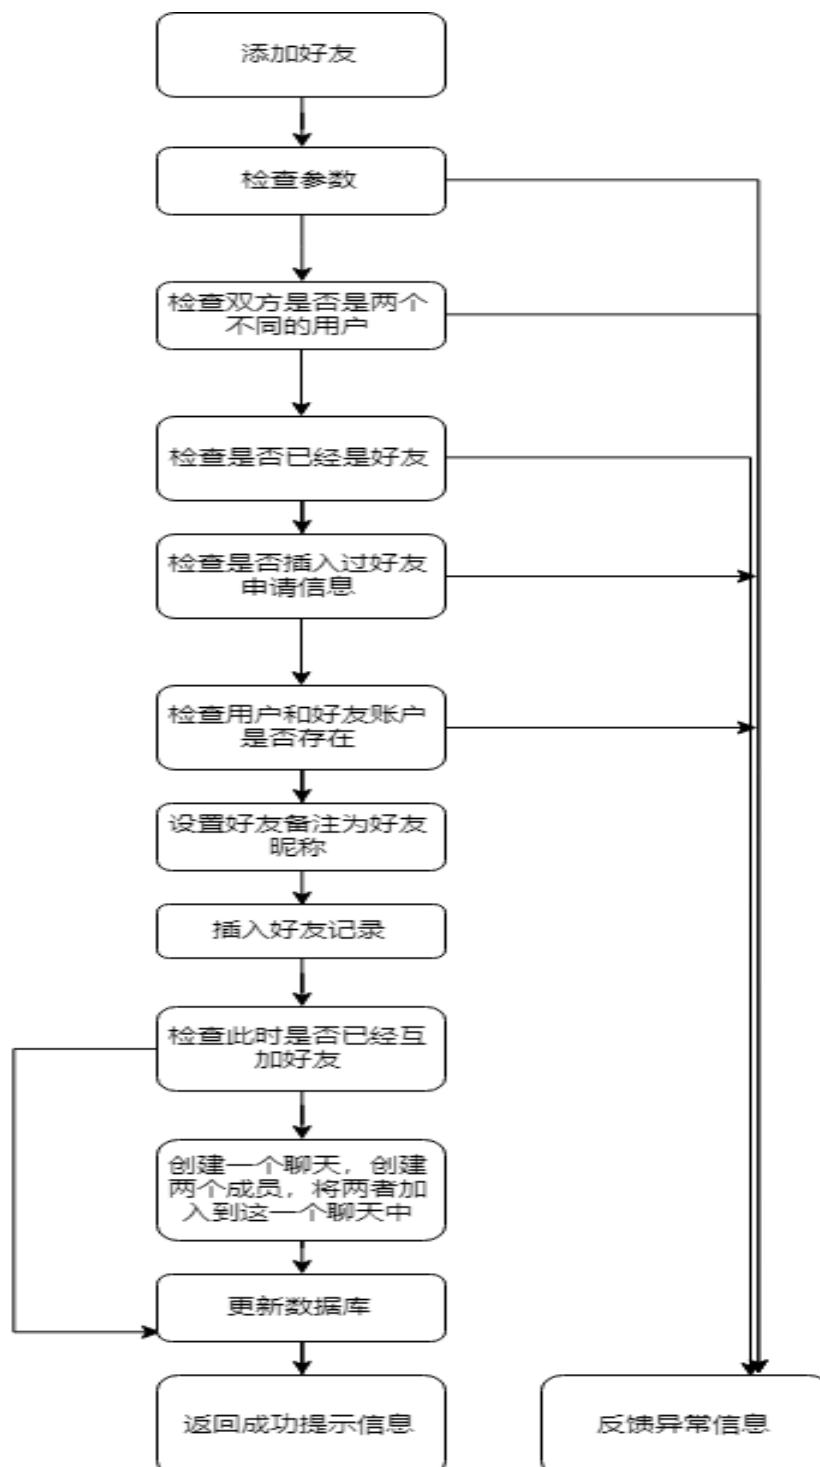 添加好友
检查参数
检查双方是否是两个
不同的用户
检查是否已经是好友
检查是否插入过好友
申请信息
检查用户和好友账户
是否存在
设置好友备注为好友
昵称
插入好友记录
检查此时是否已经互
加好友
创建一个聊天，创建
两个成员，将两者加
入到这一个聊天中
更新数据库
返回成功提示信息
反馈异常信息